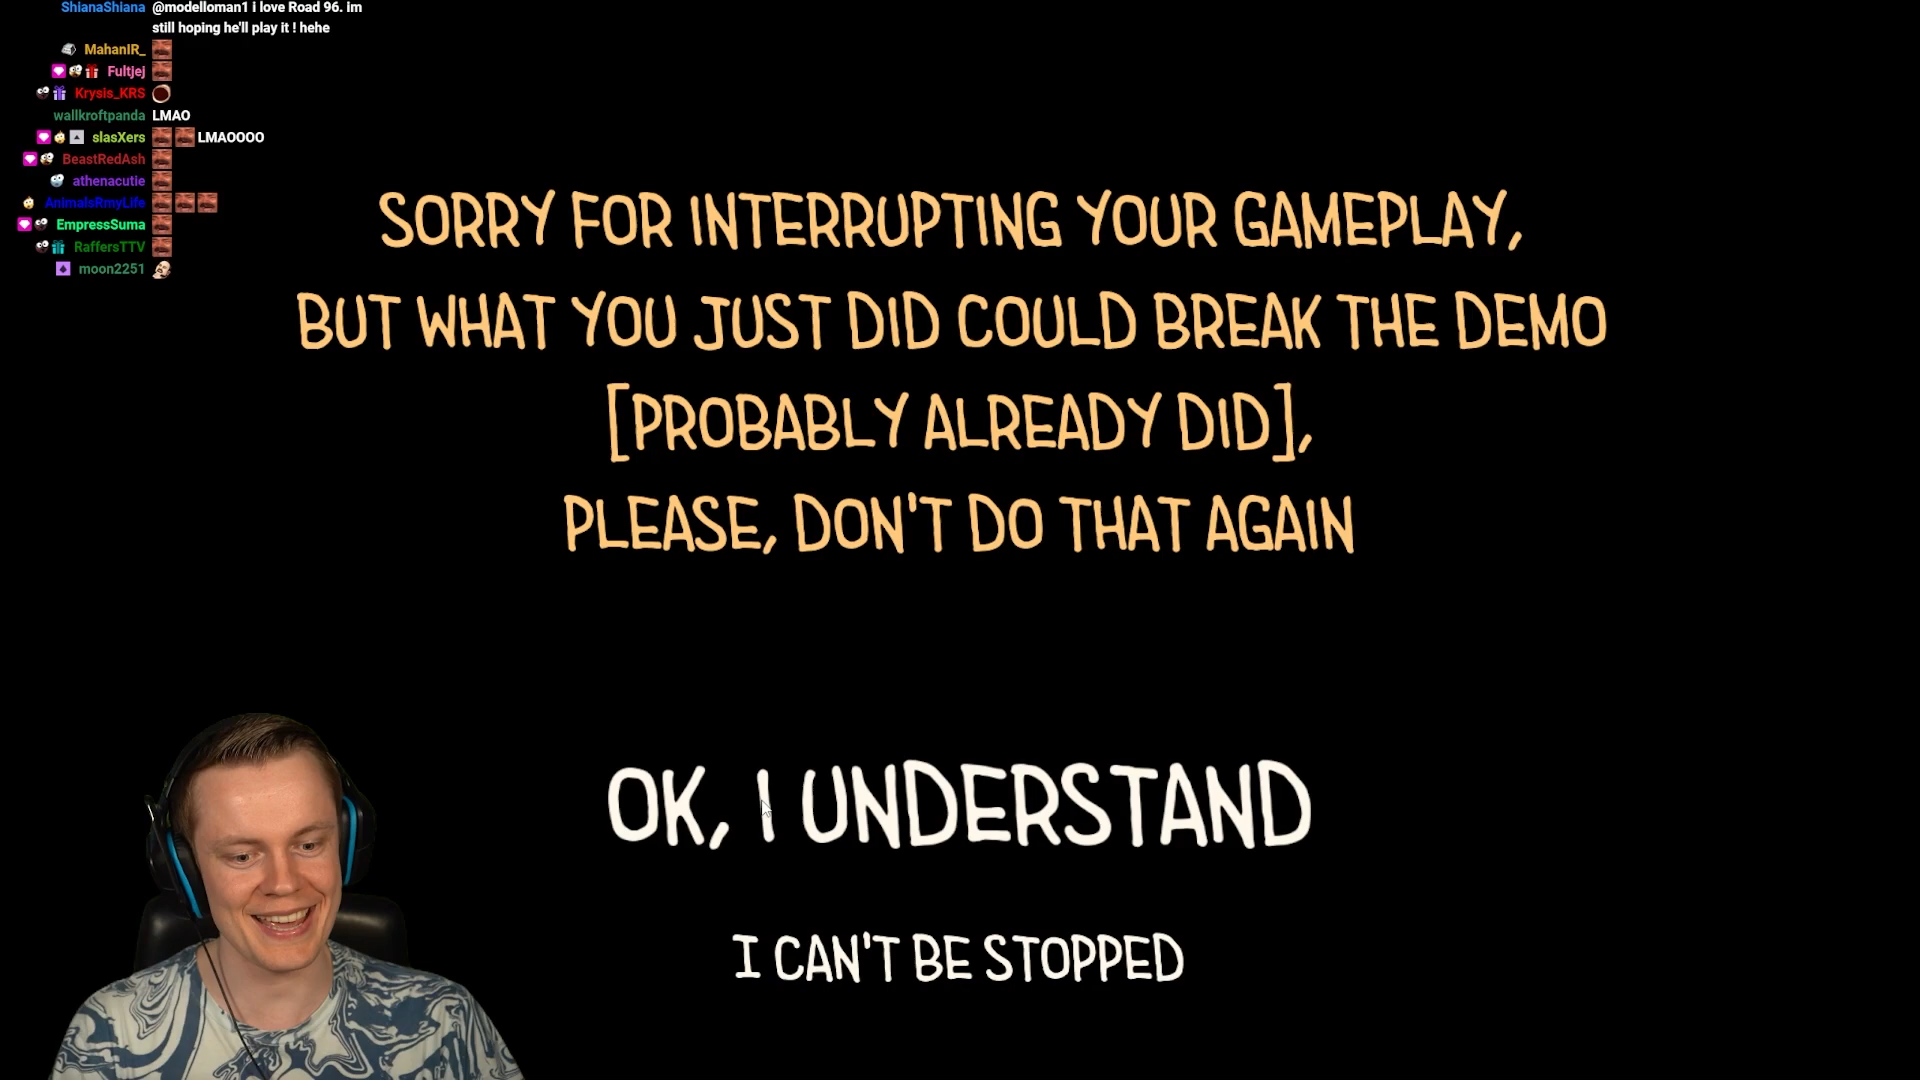 ShianaShiana @modelloman1 i love Road 96. im
still hoping he'll play it ! hehe
MahanIR_
Fultjej
Krysis_KRS
wallkroftpanda LMAO
slasXers LMAOOOO
BeastRedAsh
athenacutie
AnimalsRmyLife
EmpressSuma
RaffersTTV
moon2251
SORRY FOR INTERRUPTING YOUR GAMEPLAY,
BUT WHAT YOU JUST DID COULD BREAK THE DEMO
[PROBABLY ALREADY DID],
PLEASE, DON'T DO THAT AGAIN
OK, I UNDERSTAND
I CAN'T BE STOPPED